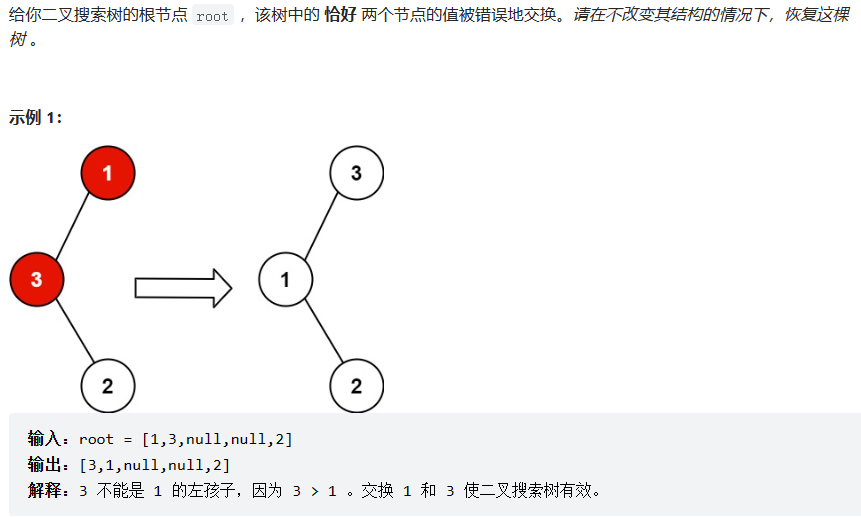 给你二叉搜索树的根节点 root ，该树中的 恰好 两个节点的值被错误地交换。请在不改变其结构的情况下，恢复这棵
树 。
示例 1：
1
3
3
1
2
2
输入：root = [1,3,null,null,2]
输出：[3,1,null,null,2]
解释：3 不能是 1 的左孩子，因为 3 > 1 。交换 1 和 3 使二叉搜索树有效。